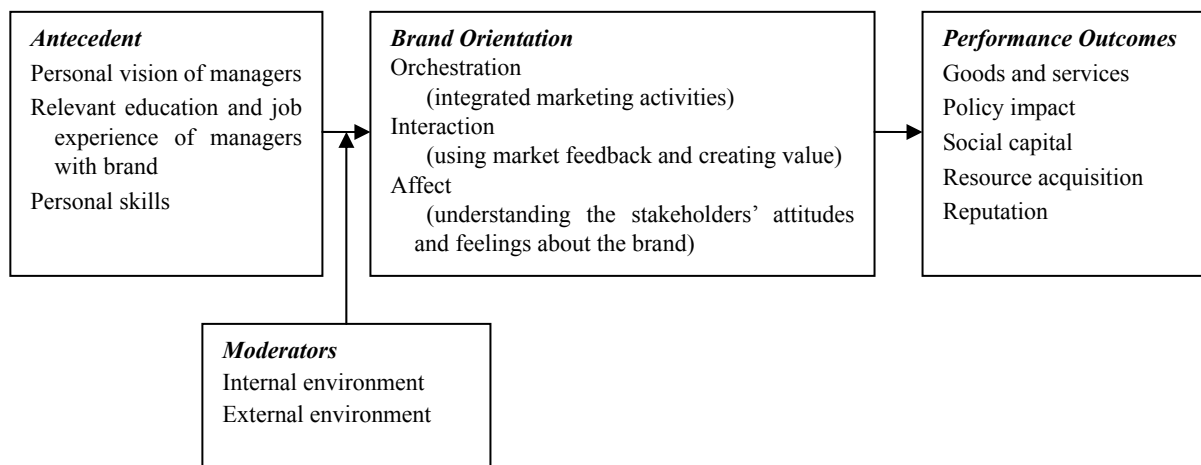 Antecedent
Personal vision of managers
Relevant education and job
experience of managers
with brand
Personal skills
Brand Orientation
Orchestration
(integrated marketing activities)
Interaction
(using market feedback and creating value)
Affect
(understanding the stakeholders’ attitudes
and feelings about the brand)
Performance Outcomes
Goods and services
Policy impact
Social capital
Resource acquisition
Reputation
Moderators
Internal environment
External environment